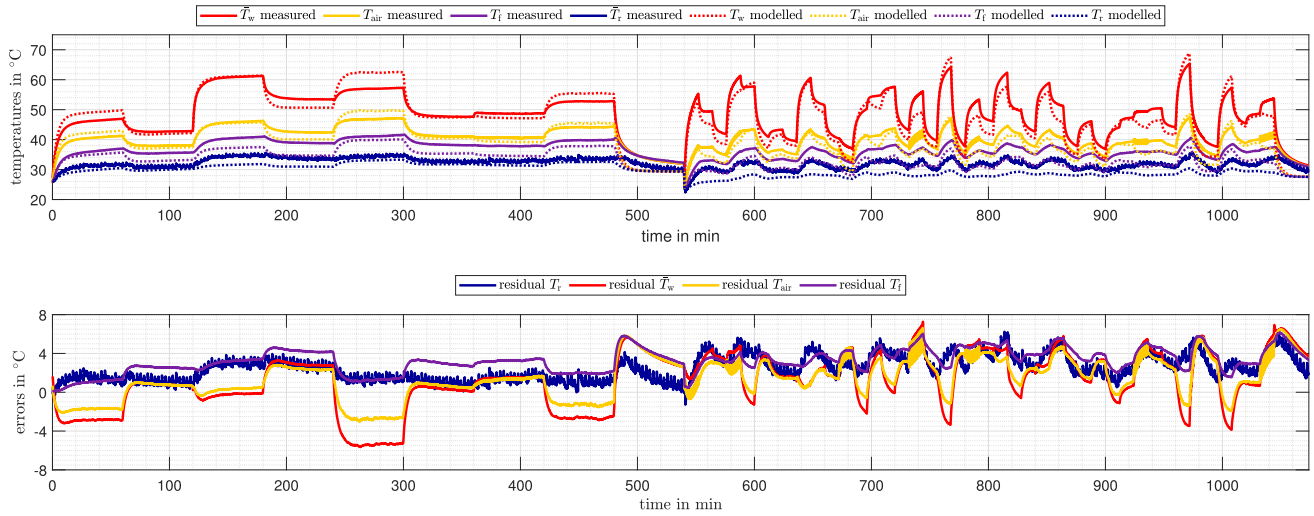 T̄w measured Tair measured Tf measured T̄r measured Tw modelled Tair modelled Tf modelled Tr modelled
temperatures in °C
70
60
50
40
30
20
0 100 200 300 400 500 600 700 800 900 1000
time in min
residual Tr residual T̄w residual Tair residual Tf
errors in °C
8
4
0
-4
-8
0 100 200 300 400 500 600 700 800 900 1000
time in min